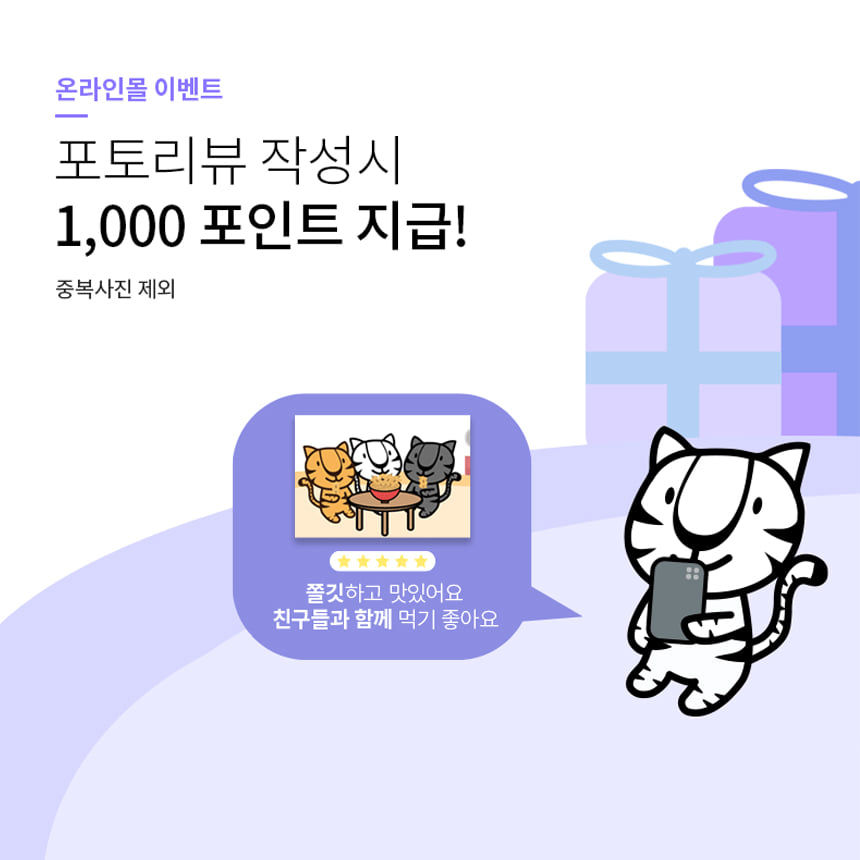 온라인몰 이벤트
포토리뷰 작성시
1,000 포인트 지급!
중복사진 제외
쫄깃하고 맛있어요
친구들과 함께 먹기 좋아요